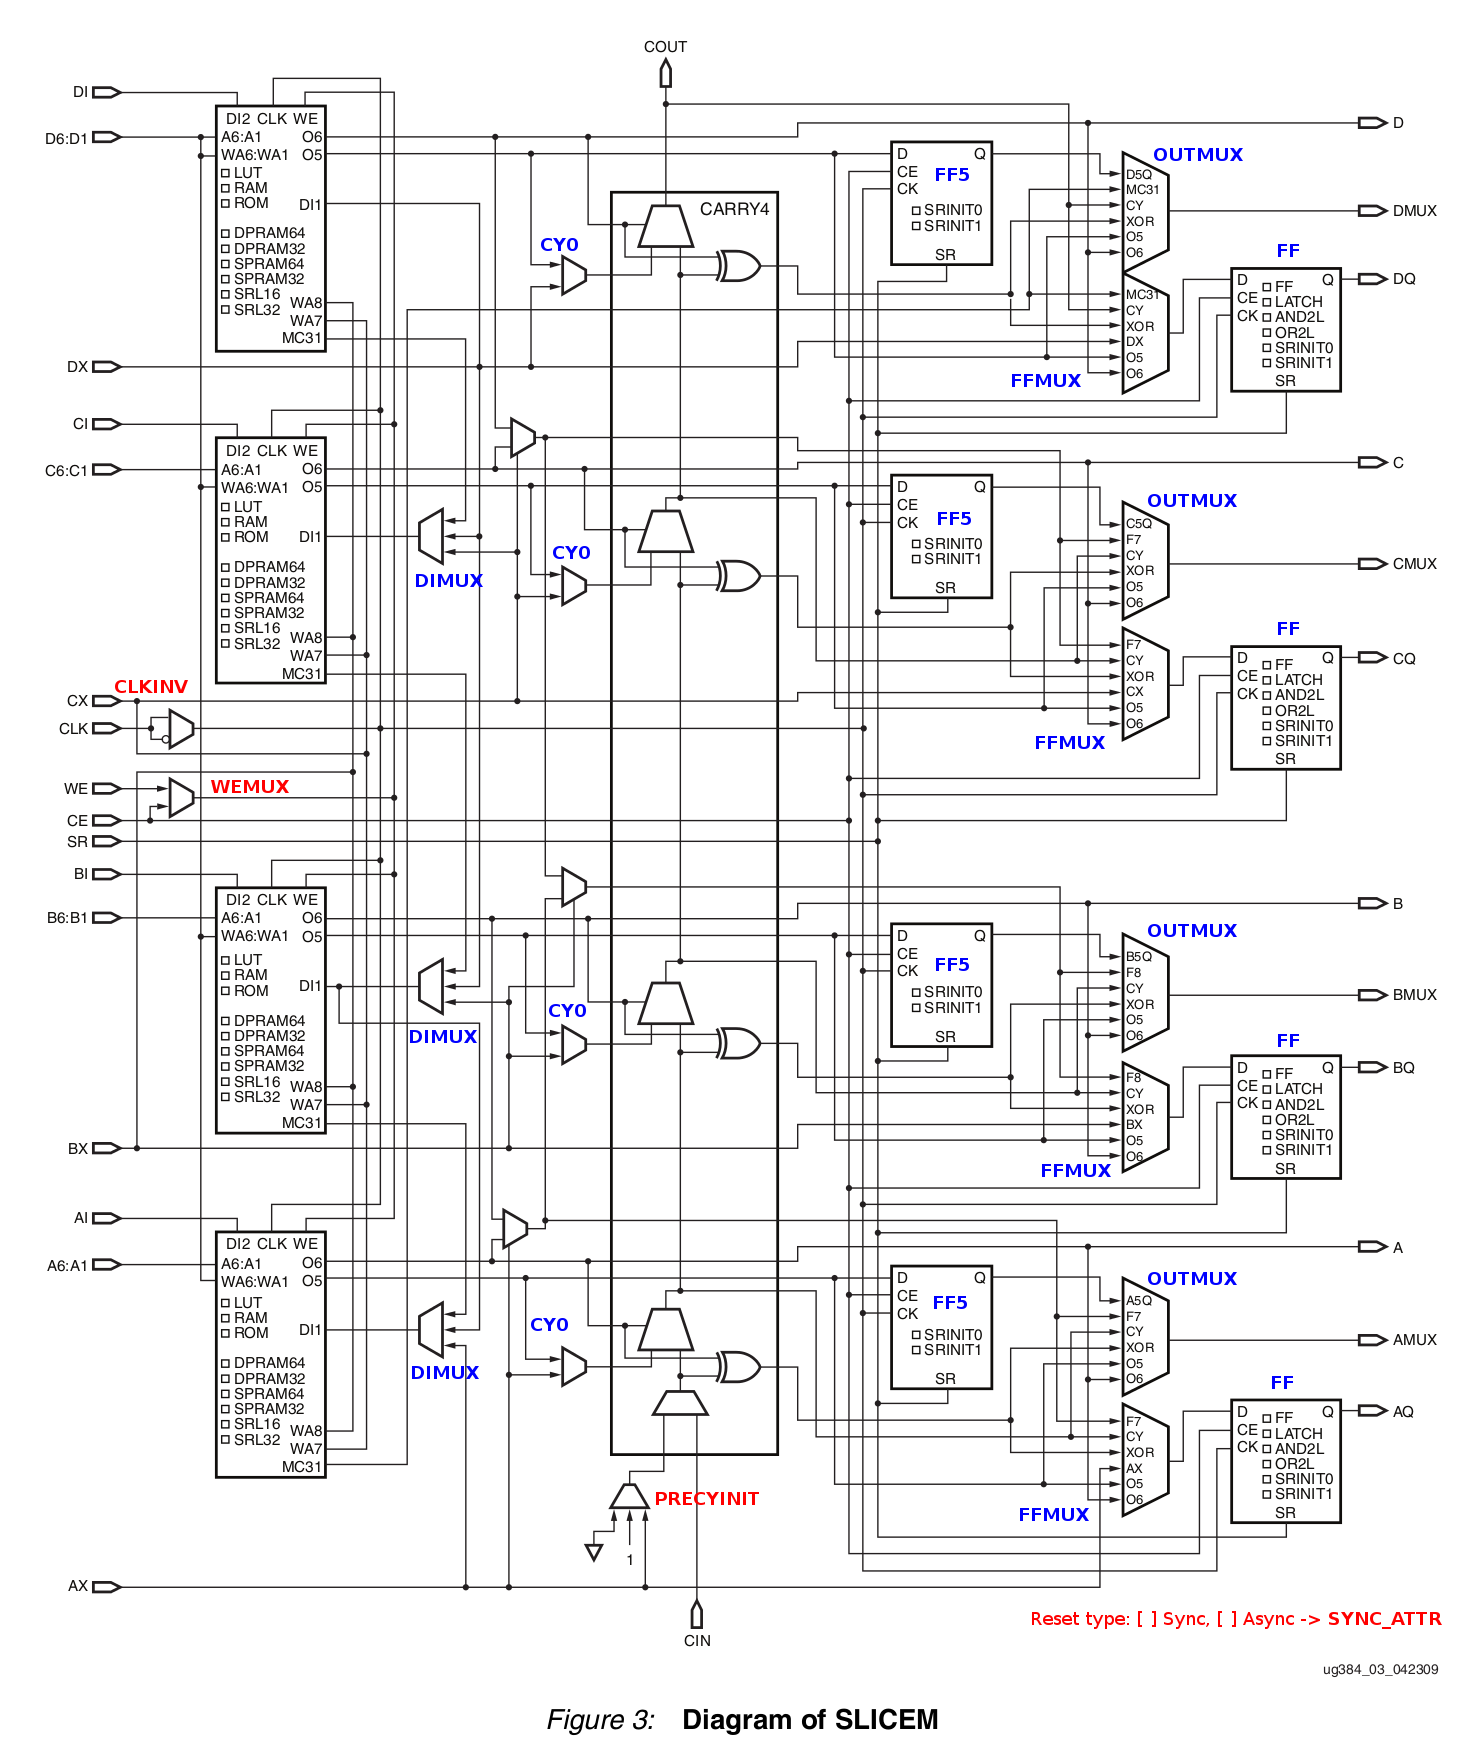 COUT
DI
DI2 CLK WE
D6:D1
A6:A1 O6
WA6:WA1 O5
LUT
RAM
ROM DI1
DPRAM64
DPRAM32
SPRAM64
SPRAM32
SRL16 WA8
SRL32 WA7
MC31
DX
CARRY4
CY0
D Q
CE FF5
CK
SRINIT0
SRINIT1
SR
OUTMUX
D5Q
MC31
CY
XOR
O5
O6
D
DMUX
MC31
CY
XOR
DX
O5
O6
FFMUX
FF
D Q
CE FF
CK LATCH
AND2L
OR2L
SRINIT0
SRINIT1
SR
DQ
CI
DI2 CLK WE
C6:C1
A6:A1 O6
WA6:WA1 O5
LUT
RAM
ROM DI1
DPRAM64
DPRAM32
SPRAM64
SPRAM32
SRL16 WA8
SRL32 WA7
MC31
DIMUX
CY0
D Q
CE FF5
CK
SRINIT0
SRINIT1
SR
OUTMUX
C5Q
F7
CY
XOR
O5
O6
C
CMUX
F7
CY
XOR
CX
O5
O6
FFMUX
FF
D Q
CE FF
CK LATCH
AND2L
OR2L
SRINIT0
SRINIT1
SR
CQ
CX CLKINV
CLK
WE WEMUX
CE
SR
BI
DI2 CLK WE
B6:B1
A6:A1 O6
WA6:WA1 O5
LUT
RAM
ROM DI1
DPRAM64
DPRAM32
SPRAM64
SPRAM32
SRL16 WA8
SRL32 WA7
MC31
BX
DIMUX
CY0
D Q
CE FF5
CK
SRINIT0
SRINIT1
SR
OUTMUX
B5Q
F8
CY
XOR
O5
O6
B
BMUX
F8
CY
XOR
BX
O5
O6
FFMUX
FF
D Q
CE FF
CK LATCH
AND2L
OR2L
SRINIT0
SRINIT1
SR
BQ
AI
DI2 CLK WE
A6:A1
A6:A1 O6
WA6:WA1 O5
LUT
RAM
ROM DI1
DPRAM64
DPRAM32
SPRAM64
SPRAM32
SRL16 WA8
SRL32 WA7
MC31
DIMUX
CY0
D Q
CE FF5
CK
SRINIT0
SRINIT1
SR
OUTMUX
A5Q
F7
CY
XOR
O5
O6
A
AMUX
F7
CY
XOR
AX
O5
O6
FFMUX
FF
D Q
CE FF
CK LATCH
AND2L
OR2L
SRINIT0
SRINIT1
SR
AQ
PRECYINIT
1
AX
CIN
Reset type: [ ] Sync, [ ] Async -> SYNC_ATTR
ug384_03_042309
Figure 3: Diagram of SLICEM